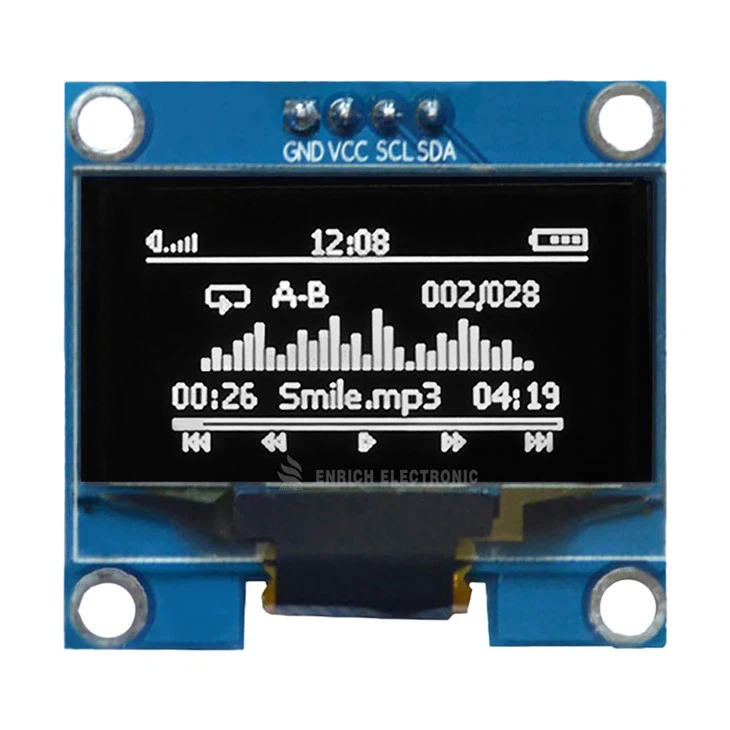 GND VCC SCL SDA
12:08
A-B 002/028
00:26 Smile.mp3 04:19
ENRICH ELECTRONIC